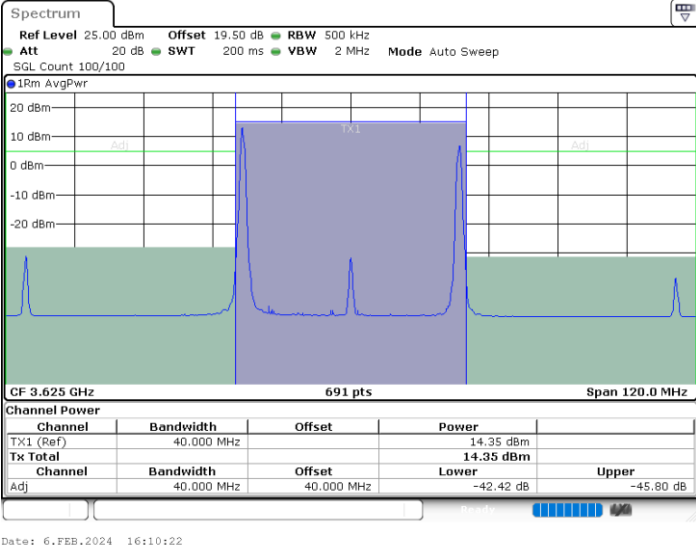 Spectrum
Ref Level 25.00 dBm Offset 19.50 dB RBW 500 kHz
Att 20 dB SWT 200 ms VBW 2 MHz Mode Auto Sweep
SGL Count 100/100
1Rm AvgPwr
20 dBm
TX1
10 dBm
Adj
Adj
0 dBm
-10 dBm
-20 dBm
CF 3.625 GHz 691 pts Span 120.0 MHz
Channel Power
Channel Bandwidth Offset Power
TX1 (Ref) 40.000 MHz 14.35 dBm
Tx Total 14.35 dBm
Channel Bandwidth Offset Lower Upper
Adj 40.000 MHz 40.000 MHz -42.42 dB -45.80 dB
Ready
Date: 6.FEB.2024 16:10:22